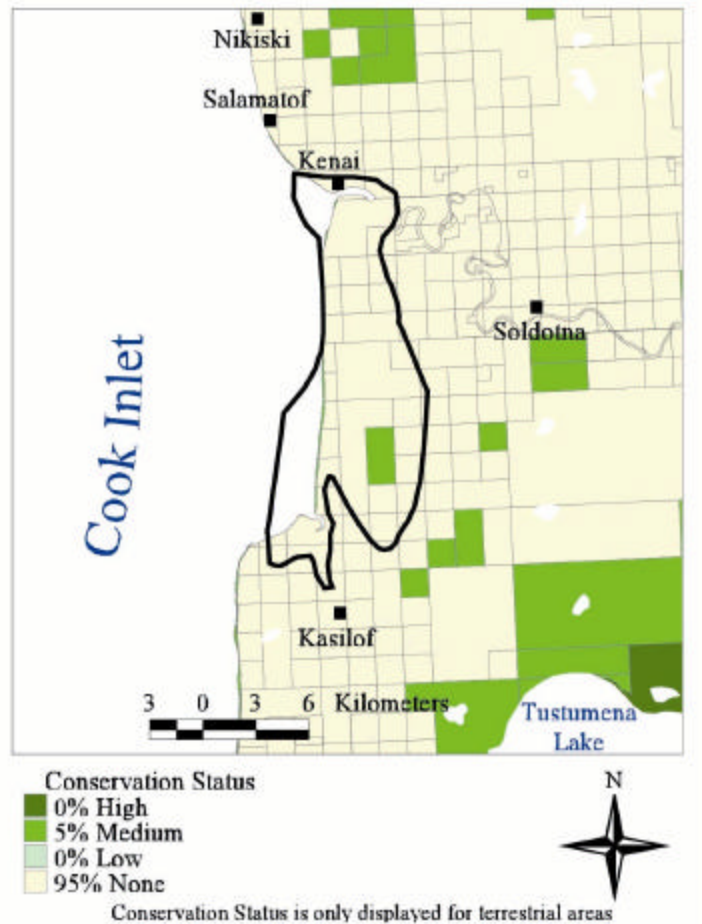 Nikiski
Salamatof
Kenai
Soldotna
Cook Inlet
Kasilof
3 0 3 6 Kilometers
Tustumena
Lake
Conservation Status
0% High
5% Medium
0% Low
95% None
N
Conservation Status is only displayed for terrestrial areas